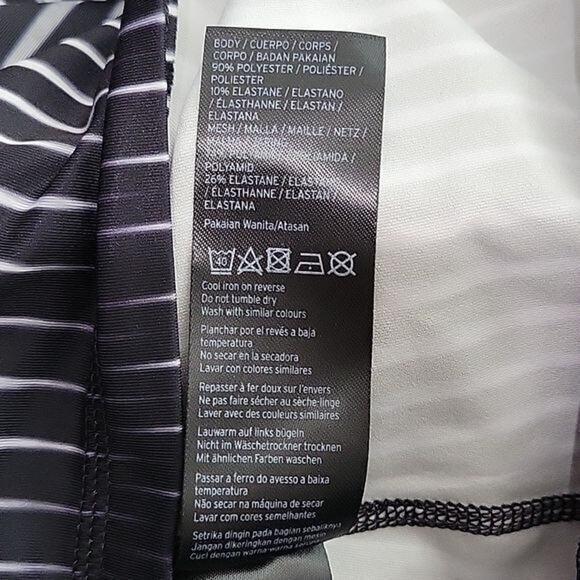 BODY / CUERPO / CORPS /
CORPO / BADAN PAKAIAN
90% POLYESTER / POLIÉSTER /
POLIESTER
10% ELASTANE / ELASTANO
/ ÉLASTHANNE / ELASTAN /
ELASTANA
MESH / MALLA / MAILLE / NETZ /
POLYAMID
26% ELASTANE /
/ ÉLASTHANNE / ELASTAN /
ELASTANA
Pakaian Wanita/Atasan
40
Cool iron on reverse
Do not tumble dry
Wash with similar colours
Planchar por el revés a baja
temperatura
No secar en la secadora
Lavar con colores similares
Repasser à fer doux sur l'envers
Ne pas faire sécher au sèche-linge
Laver avec des couleurs similaires
Lauwarm auf links bügeln
Nicht im Wäschetrockner trocknen
Mit ähnlichen Farben waschen
Passar a ferro do avesso a baixa
temperatura
Não secar na máquina de secar
Lavar com cores semelhantes
Setrika dingin pada bagian sebaliknya
Jangan dikeringkan dengan mesin
Cuci dengan warna-warna